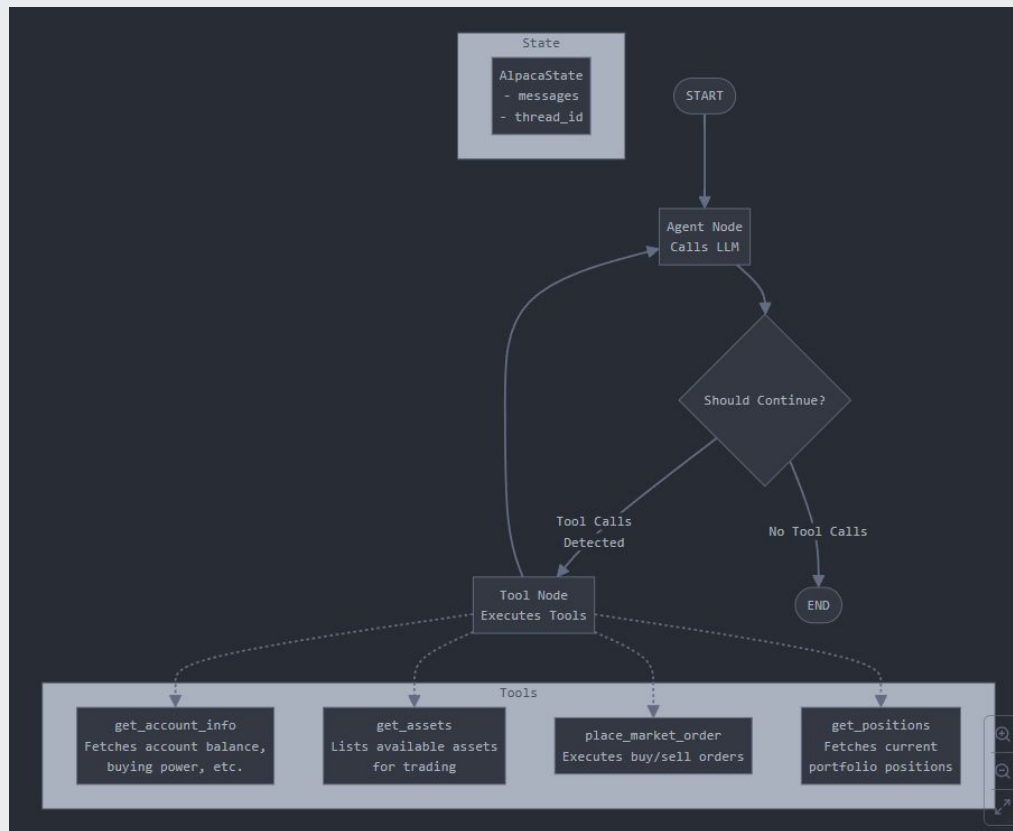 State
AlpacaState
- messages
- thread_id
START
Agent Node
Calls LLM
Should Continue?
Tool Calls
Detected
No Tool Calls
Tool Node
Executes Tools
END
Tools
get_account_info
Fetches account balance,
buying power, etc.
get_assets
Lists available assets
for trading
place_market_order
Executes buy/sell orders
get_positions
Fetches current
portfolio positions